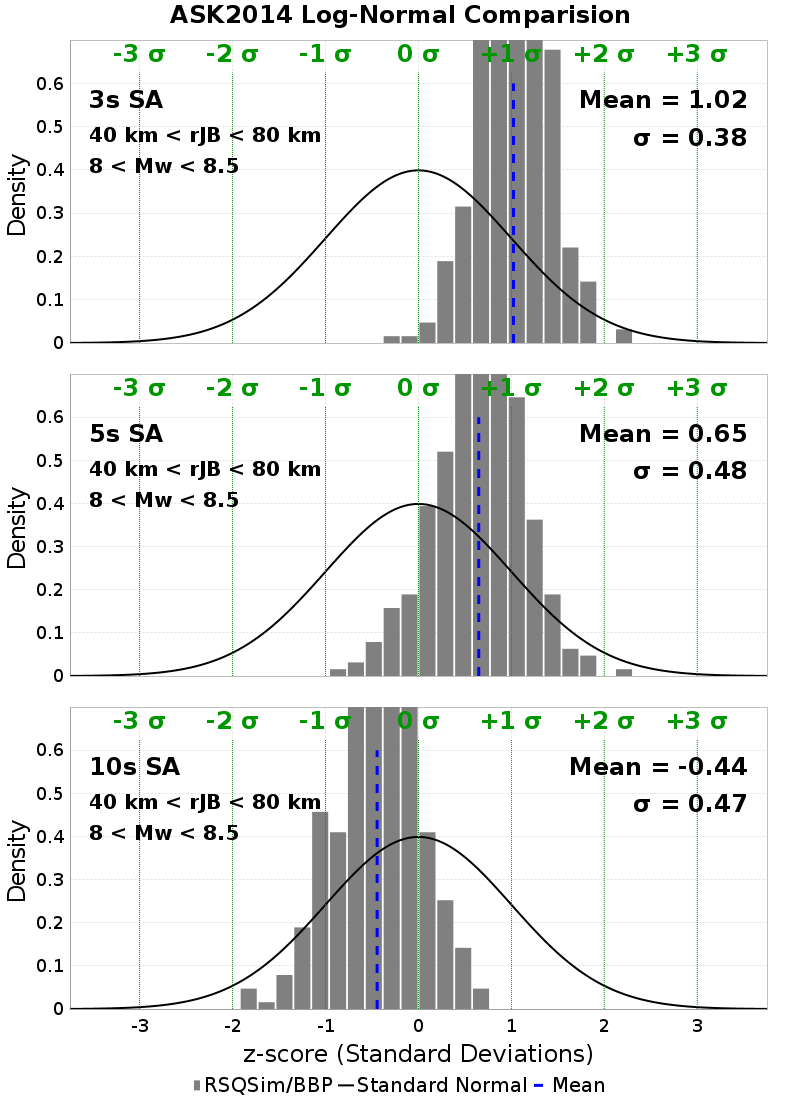 ASK2014 Log-Normal Comparision
-3 σ -2 σ -1 σ 0 σ +1 σ +2 σ +3 σ
3s SA
Mean = 1.02
40 km < rJB < 80 km
σ = 0.38
8 < Mw < 8.5
0.6
0.5
0.4
0.3
0.2
0.1
0
Density
-3 σ -2 σ -1 σ 0 σ +1 σ +2 σ +3 σ
5s SA
Mean = 0.65
40 km < rJB < 80 km
σ = 0.48
8 < Mw < 8.5
0.6
0.5
0.4
0.3
0.2
0.1
0
Density
-3 σ -2 σ -1 σ 0 σ +1 σ +2 σ +3 σ
10s SA
Mean = -0.44
40 km < rJB < 80 km
σ = 0.47
8 < Mw < 8.5
0.6
0.5
0.4
0.3
0.2
0.1
0
Density
-3 -2 -1 0 1 2 3
z-score (Standard Deviations)
RSQSim/BBP Standard Normal Mean